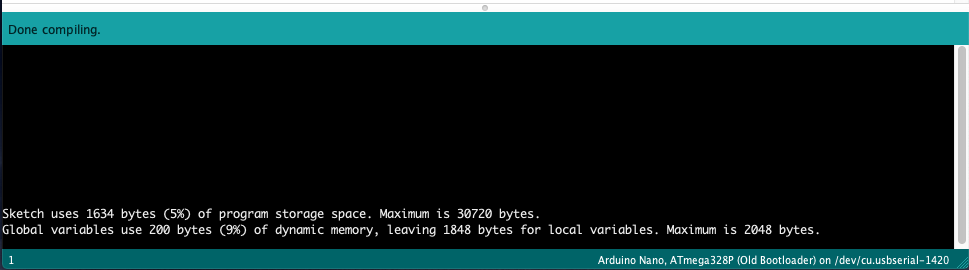 Done compiling.
Sketch uses 1634 bytes (5%) of program storage space. Maximum is 30720 bytes.
Global variables use 200 bytes (9%) of dynamic memory, leaving 1848 bytes for local variables. Maximum is 2048 bytes.
1 Arduino Nano, ATmega328P (Old Bootloader) on /dev/cu.usbserial-1420